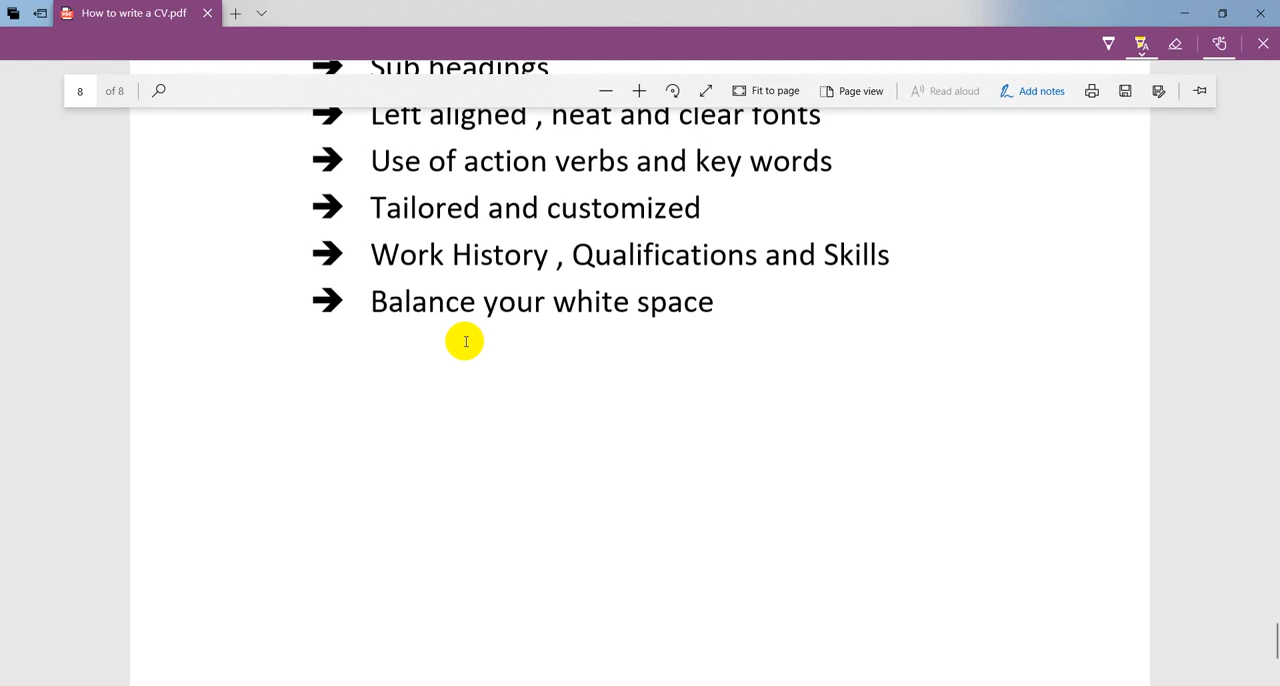 How to write a CV.pdf
Sub headings
8 of 8
Fit to page
Page view
Read aloud
Add notes
Left aligned , neat and clear fonts
Use of action verbs and key words
Tailored and customized
Work History , Qualifications and Skills
Balance your white space